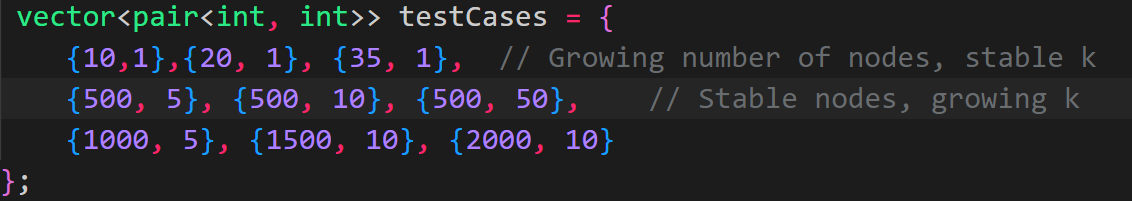 vector<pair<int, int>> testCases = {
{10,1},{20, 1}, {35, 1},  // Growing number of nodes, stable k
{500, 5}, {500, 10}, {500, 50},    // Stable nodes, growing k
{1000, 5}, {1500, 10}, {2000, 10}
};